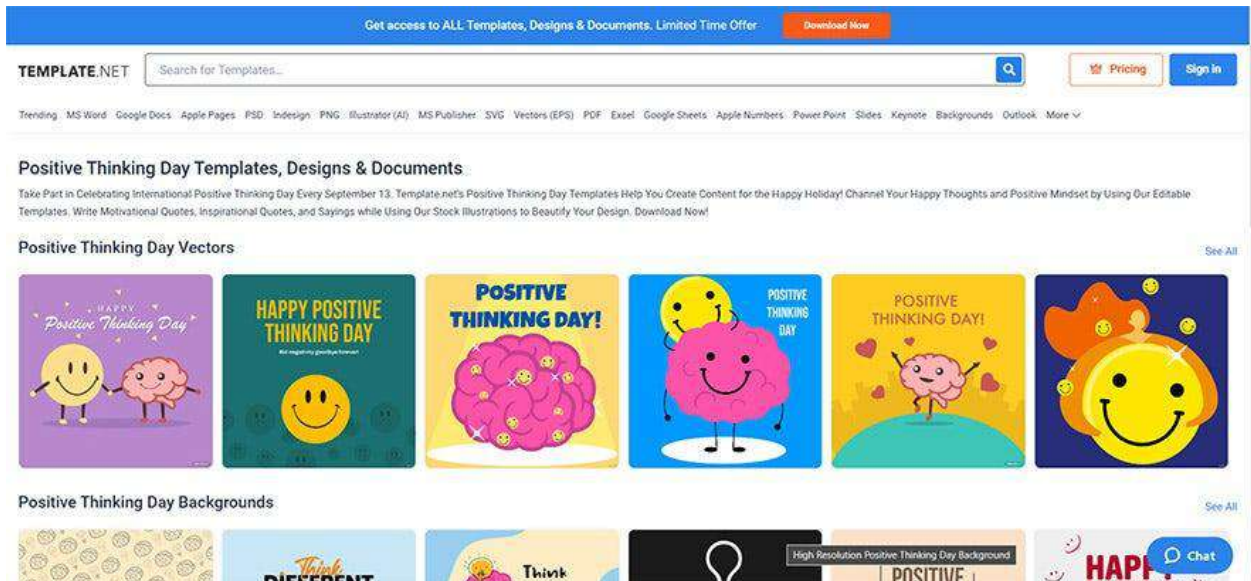 Get access to ALL Templates, Designs & Documents. Limited Time Offer
Download Now
TEMPLATE.NET
Search for Templates...
Pricing
Sign in
Trending MS Word Google Docs Apple Pages PSD Indesign PNG Illustrator (AI) MS Publisher SVG Vectors (EPS) PDF Excel Google Sheets Apple Numbers Power Point Slides Keynote Backgrounds Outlook More
Positive Thinking Day Templates, Designs & Documents
Take Part in Celebrating International Positive Thinking Day Every September 13. Template.net's Positive Thinking Day Templates Help You Create Content for the Happy Holiday! Channel Your Happy Thoughts and Positive Mindset by Using Our Editable
Templates. Write Motivational Quotes, Inspirational Quotes, and Sayings while Using Our Stock Illustrations to Beautify Your Design. Download Now!
Positive Thinking Day Vectors
See All
HAPPY
Positive Thinking Day
HAPPY POSITIVE
THINKING DAY
Bid negativity goodbye forever!
POSITIVE
THINKING DAY!
POSITIVE
THINKING
DAY
POSITIVE
THINKING DAY!
Positive Thinking Day Backgrounds
See All
Think
DIFFERENT
Think
High Resolution Positive Thinking Day Background
POSITIVE
HAPP
Chat